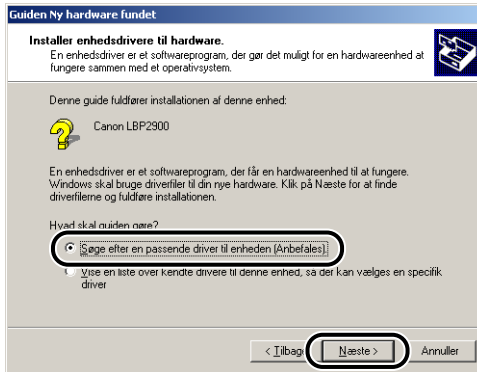 Guiden Ny hardware fundet
Installer enhedsdrivere til hardware.
En enhedsdriver er et softwareprogram, der gør det muligt for en hardwareenhed at
fungere sammen med et operativsystem.
Denne guide fuldfører installationen af denne enhed:
Canon LBP2900
En enhedsdriver er et softwareprogram, der får en hardwareenhed til at fungere.
Windows skal bruge driverfiler til din nye hardware. Klik på Næste for at finde
driverfilerne og fuldføre installationen.
Hvad skal guiden gøre?
Søge efter en passende driver til enheden (Anbefales).
Vise en liste over kendte drivere til denne enhed, så der kan vælges en specifik
driver
< Tilbage Næste > Annuller